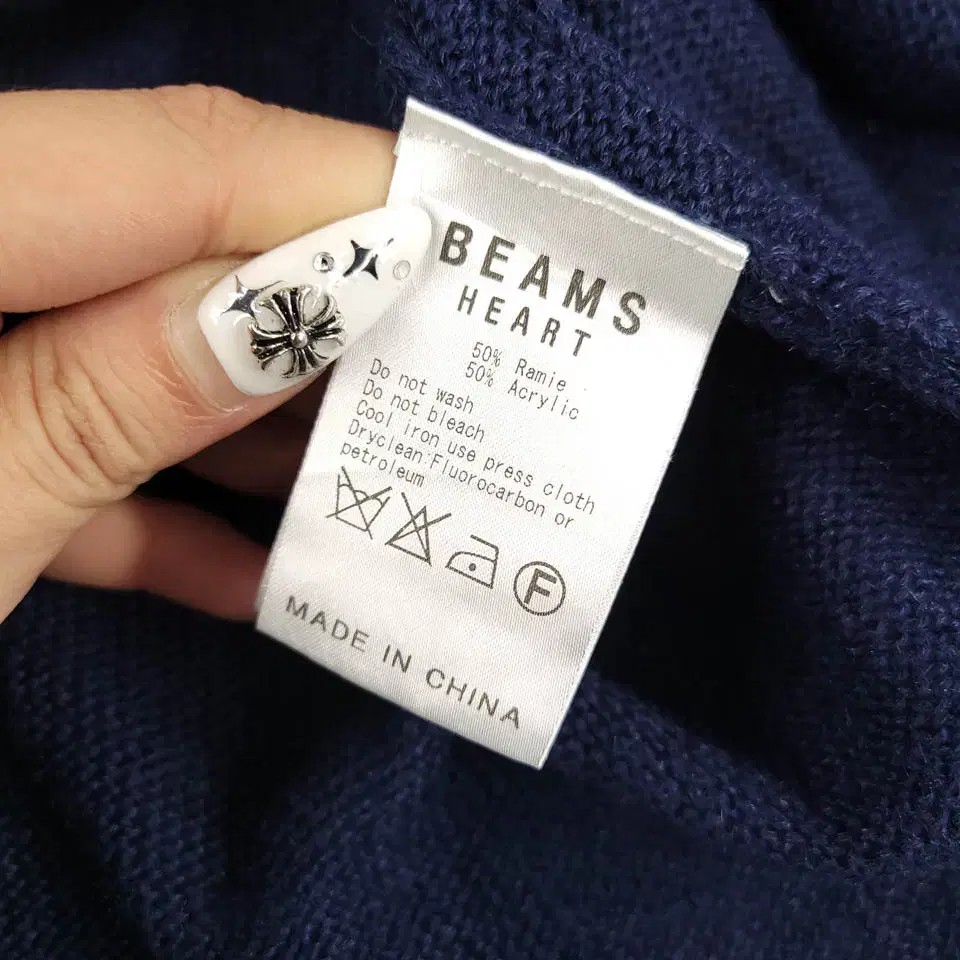 BEAMS
HEART
50% Ramie
50% Acrylic
Do not wash
Do not bleach
Cool iron use press cloth
Dryclean:Fluorocarbon or
petroleum
F
MADE IN CHINA